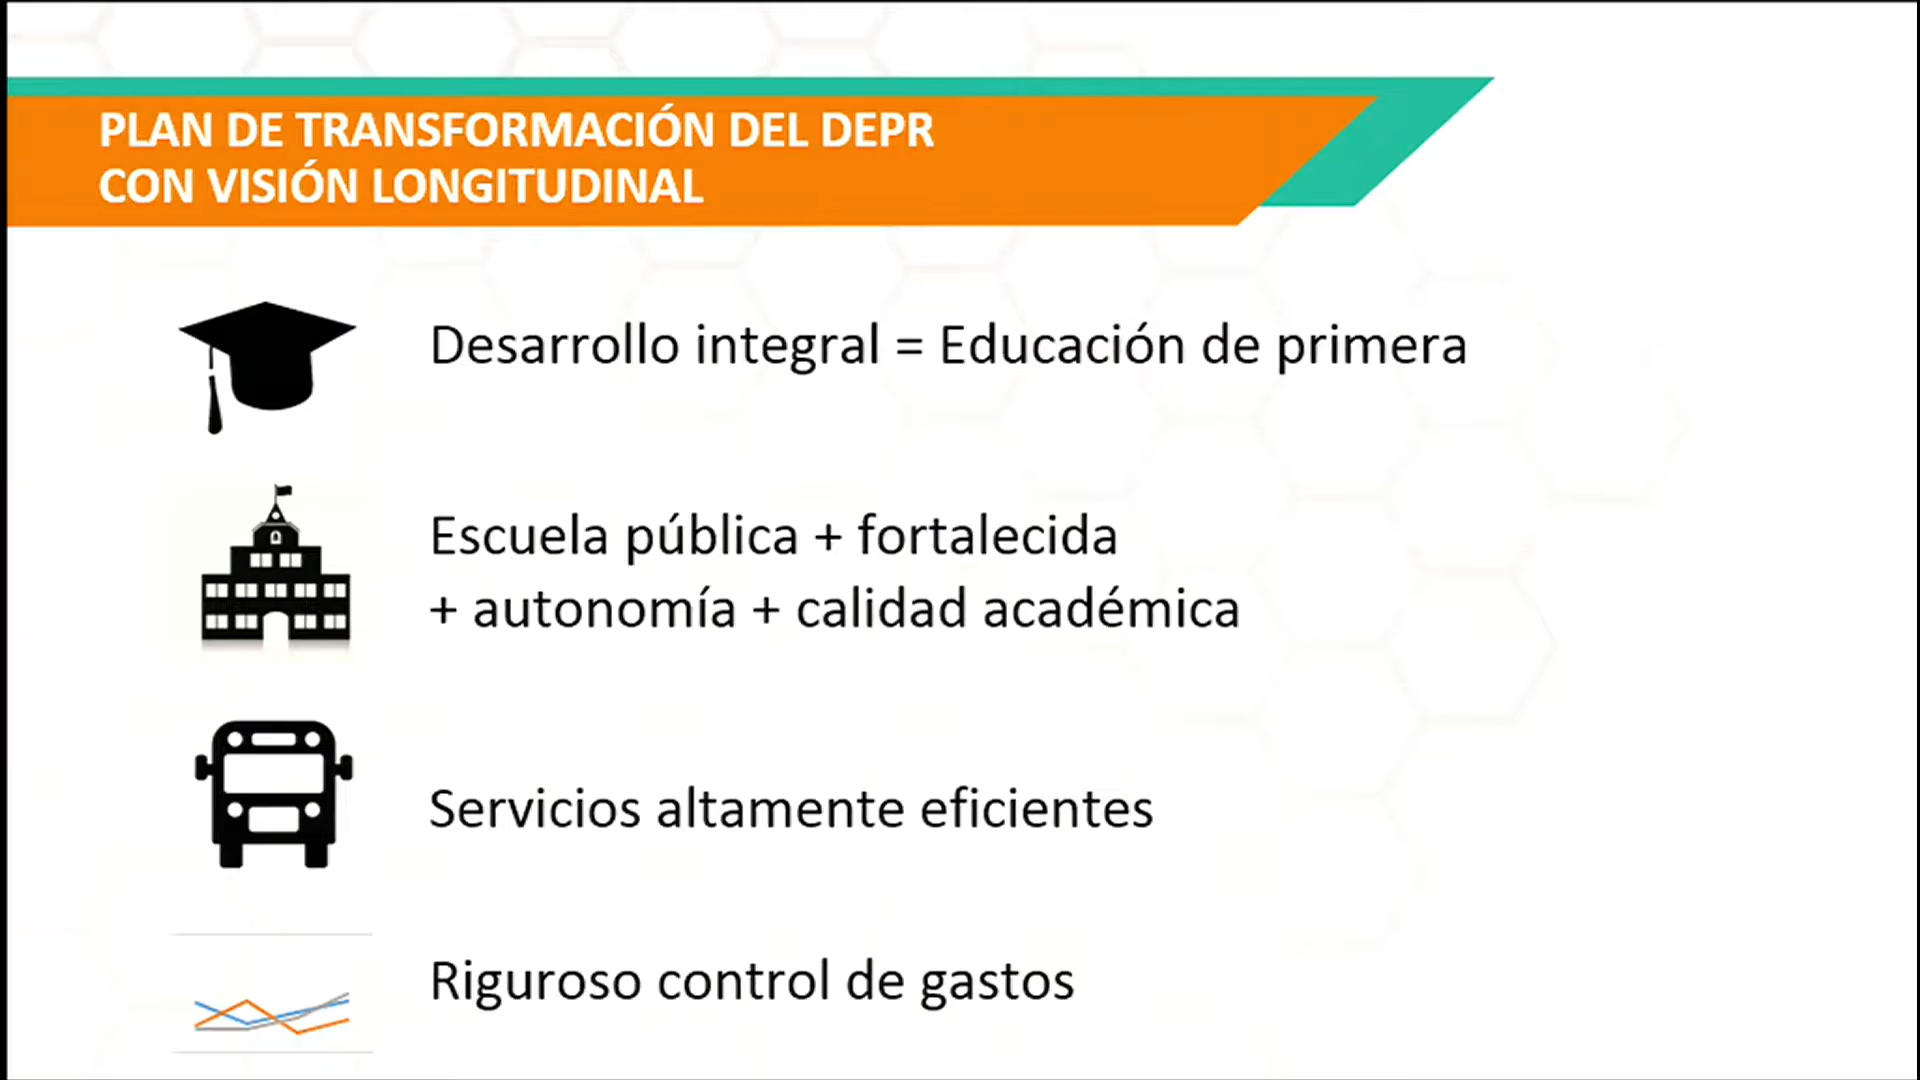 PLAN DE TRANSFORMACIÓN DEL DEPR
CON VISIÓN LONGITUDINAL
Desarrollo integral = Educación de primera
Escuela pública + fortalecida
+ autonomía + calidad académica
Servicios altamente eficientes
Riguroso control de gastos